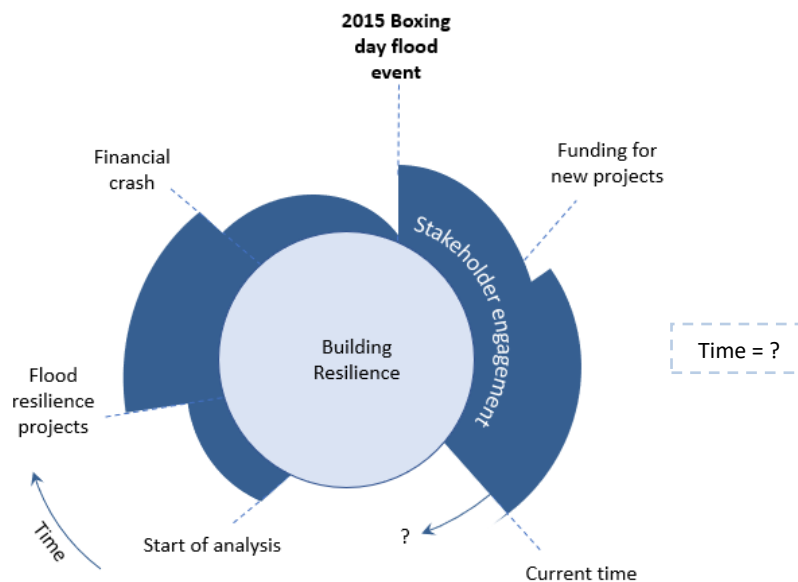 2015 Boxing
day flood
event
Financial
crash
Funding for
new projects
Stakeholder engagement
Building
Resilience
Time = ?
Flood
resilience
projects
Time
Start of analysis
?
Current time